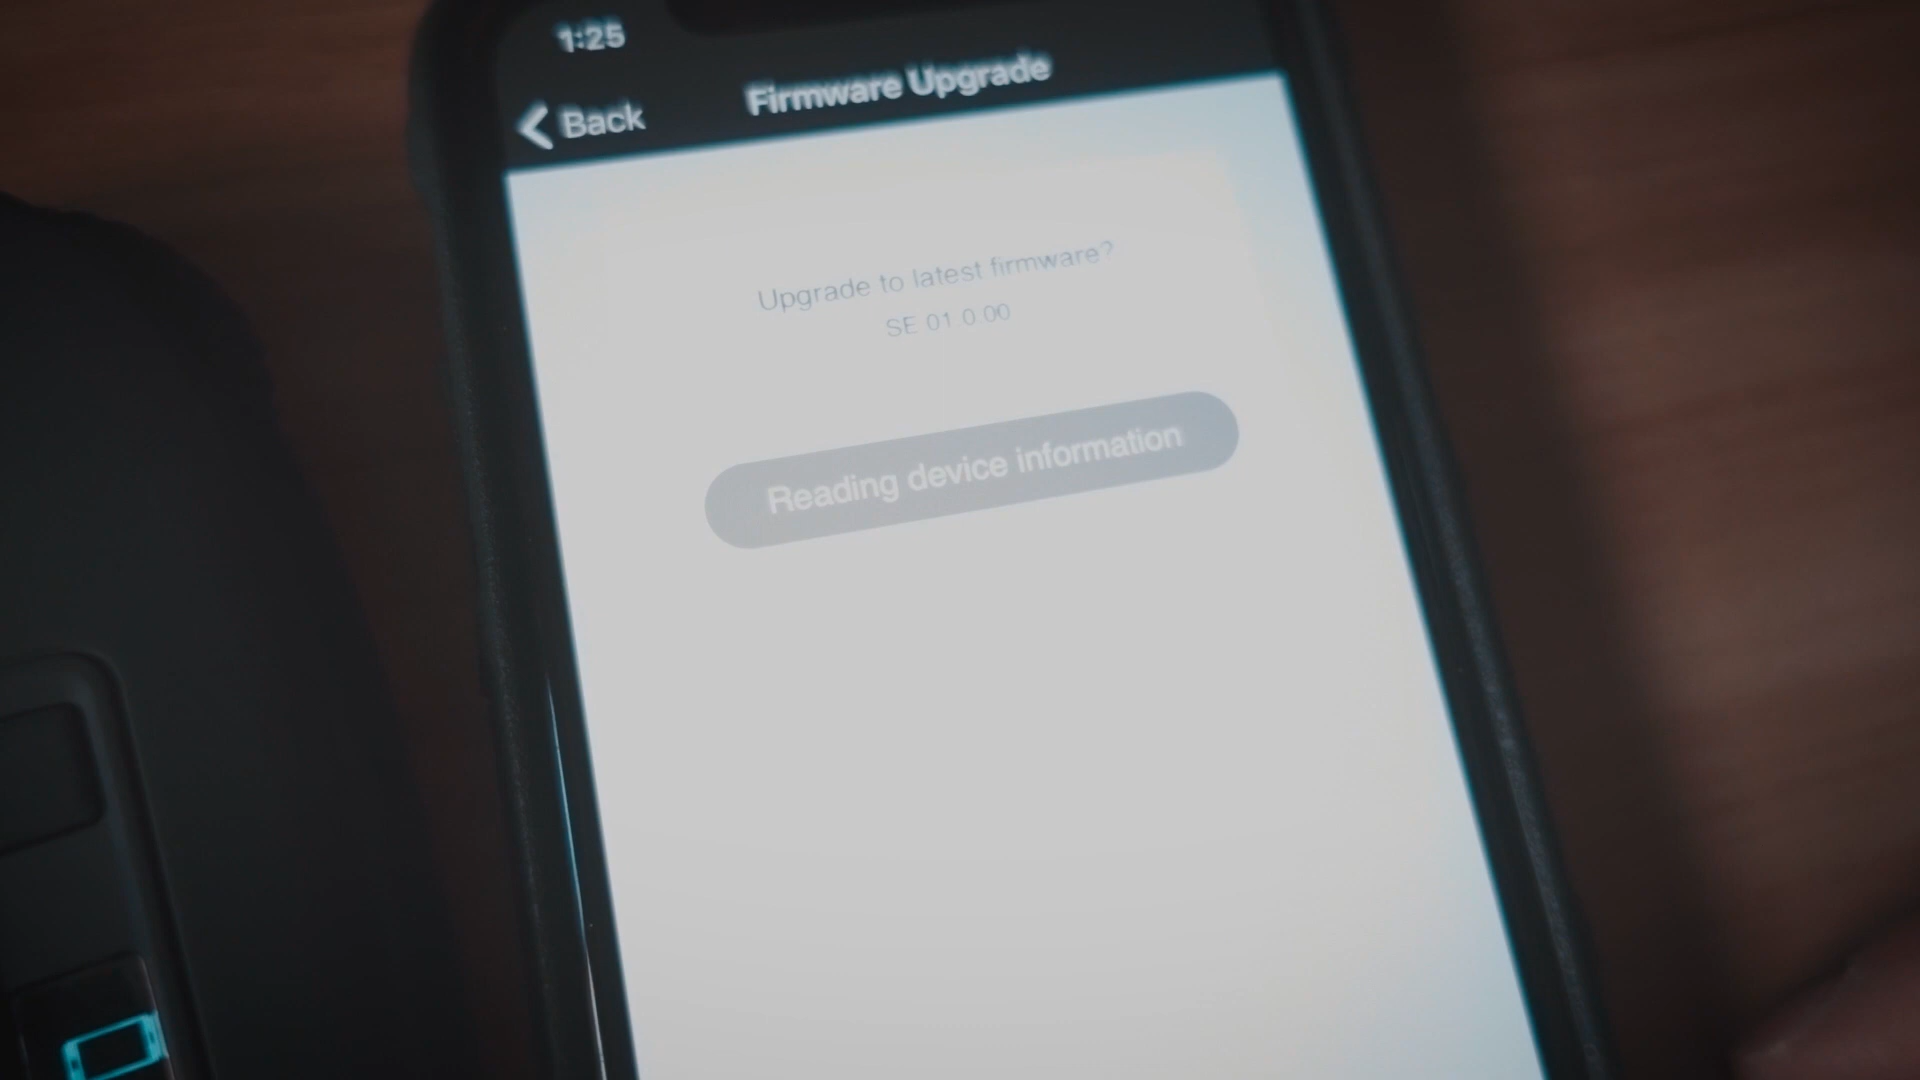 1:25
Back
Firmware Upgrade
Upgrade to latest firmware?
SE 01 0.00
Reading device information